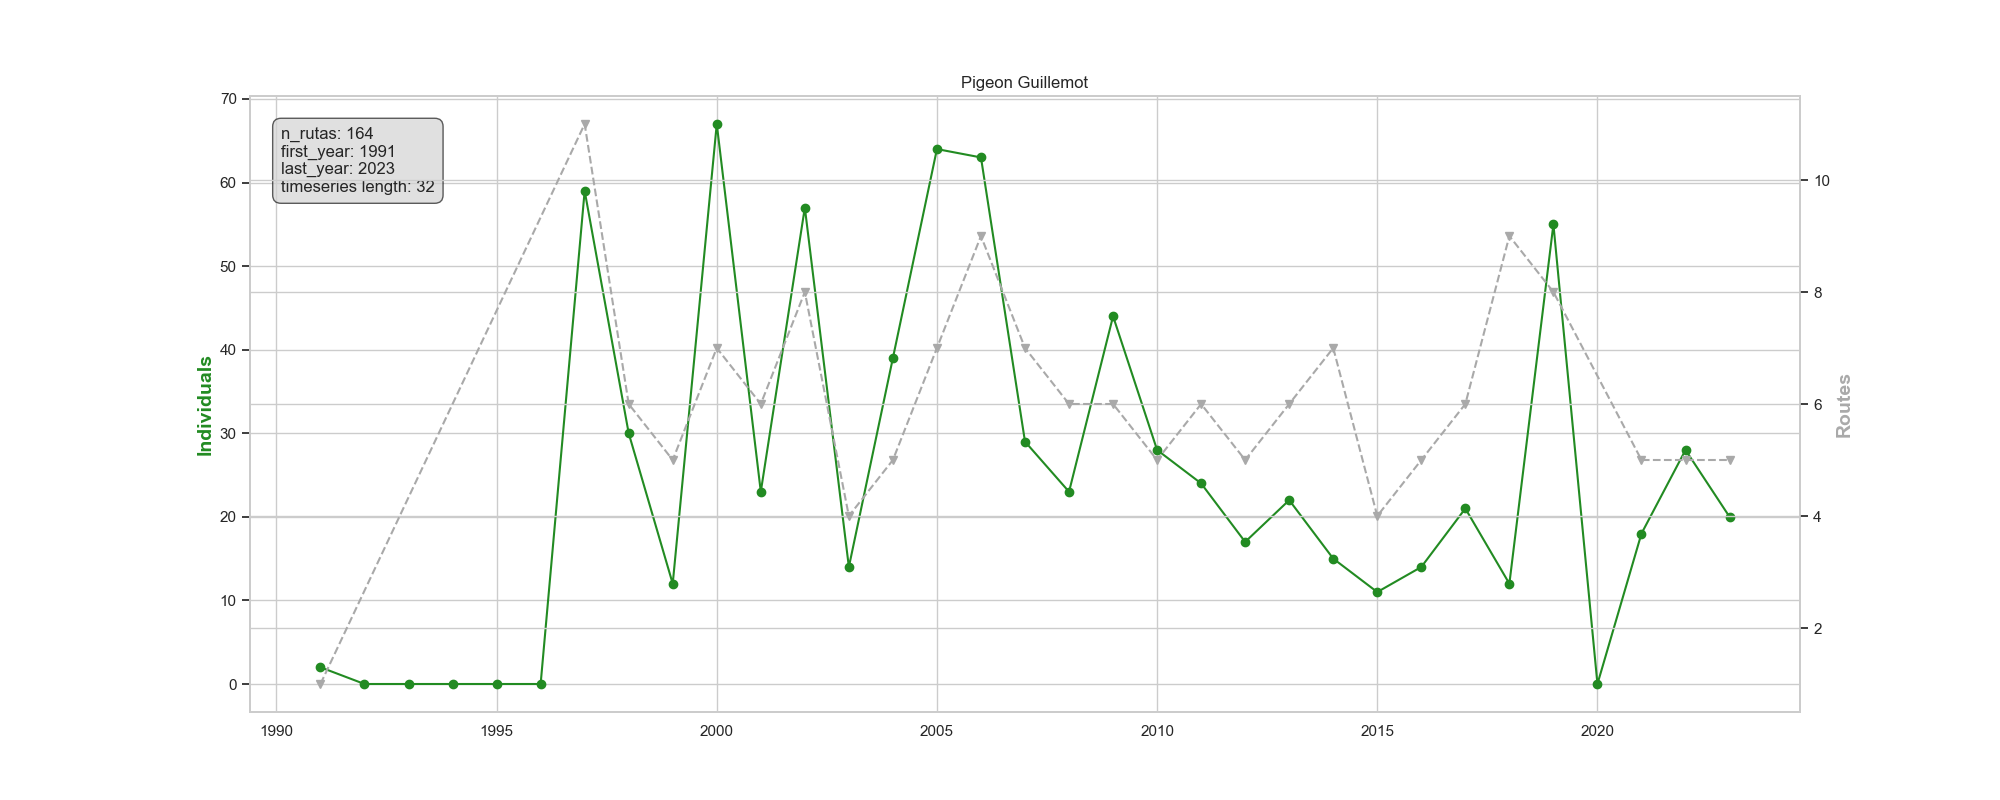 Pigeon Guillemot
n_rutas: 164
first_year: 1991
last_year: 2023
timeseries length: 32
Individuals
70
60
50
40
30
20
10
0
Routes
10
8
6
4
2
1990
1995
2000
2005
2010
2015
2020